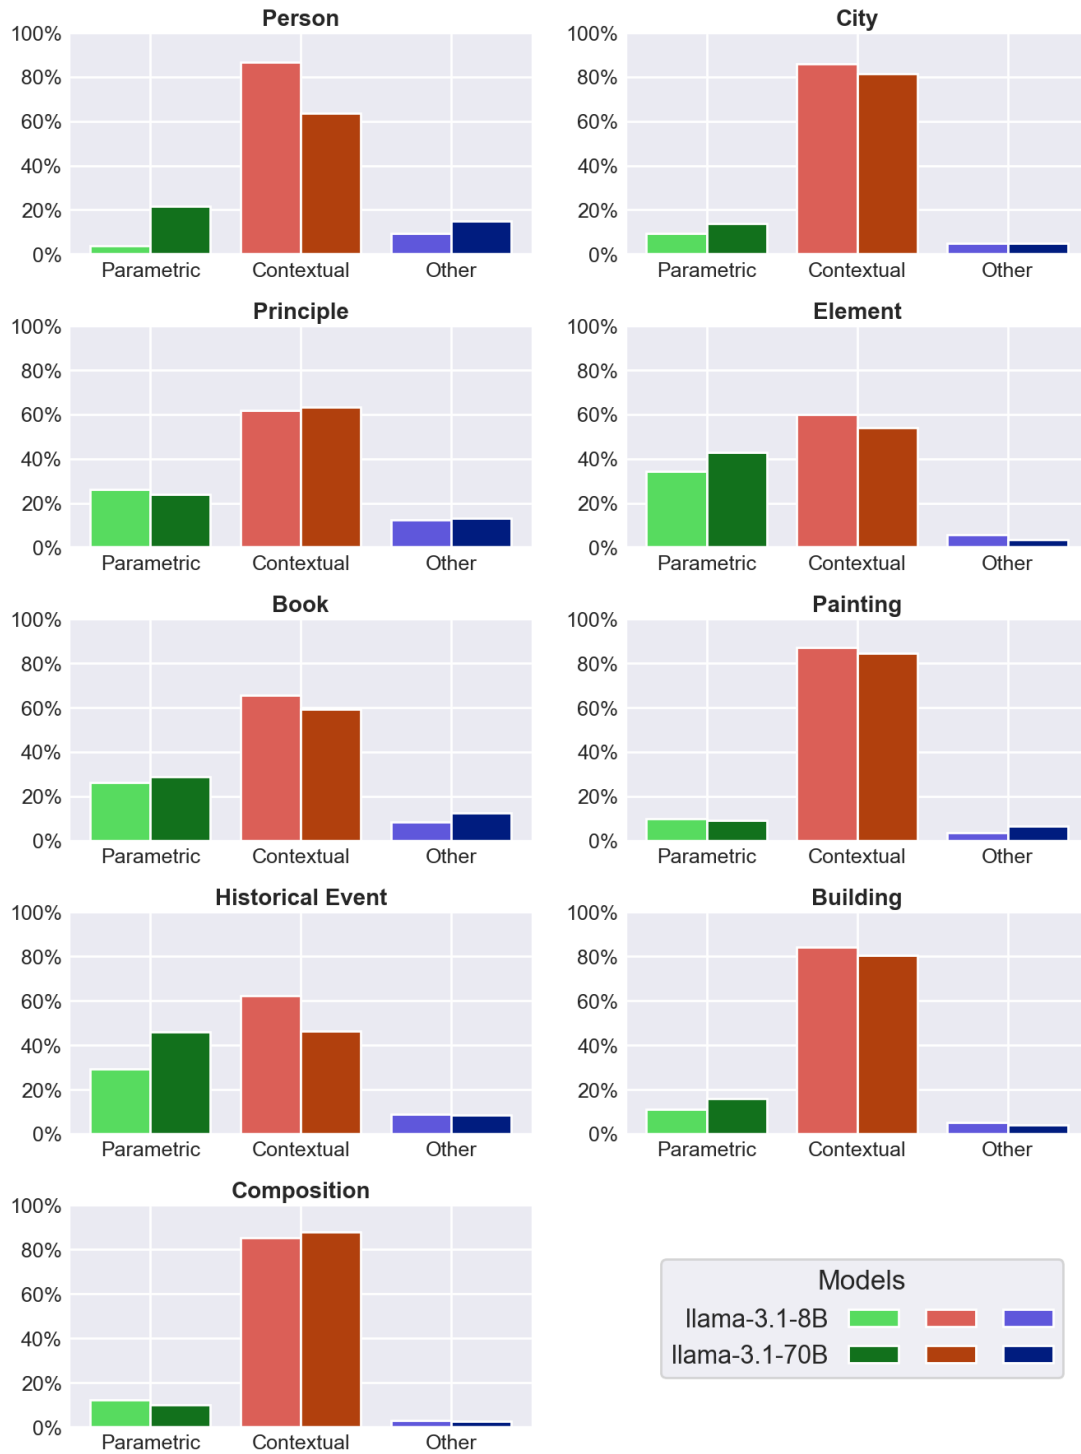 Person
100%
80%
60%
40%
20%
0%
Parametric Contextual Other
City
100%
80%
60%
40%
20%
0%
Parametric Contextual Other
Principle
100%
80%
60%
40%
20%
0%
Parametric Contextual Other
Element
100%
80%
60%
40%
20%
0%
Parametric Contextual Other
Book
100%
80%
60%
40%
20%
0%
Parametric Contextual Other
Painting
100%
80%
60%
40%
20%
0%
Parametric Contextual Other
Historical Event
100%
80%
60%
40%
20%
0%
Parametric Contextual Other
Building
100%
80%
60%
40%
20%
0%
Parametric Contextual Other
Composition
100%
80%
60%
40%
20%
0%
Parametric Contextual Other
Models
llama-3.1-8B
llama-3.1-70B